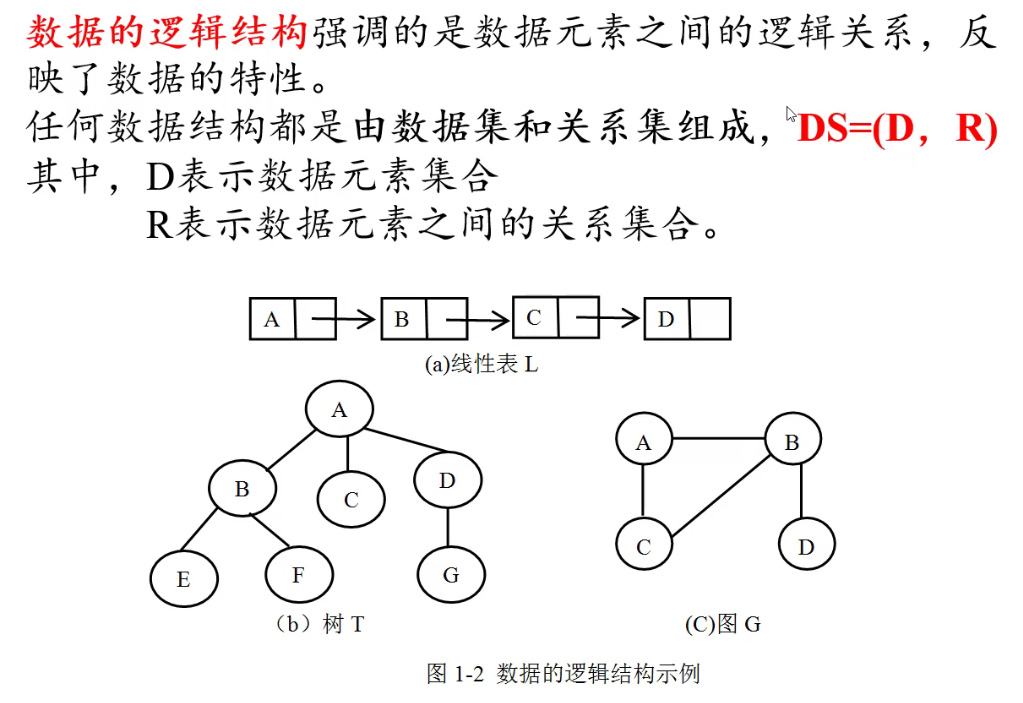 数据的逻辑结构强调的是数据元素之间的逻辑关系，反
映了数据的特性。
任何数据结构都是由数据集和关系集组成，DS=(D，R)
其中，D表示数据元素集合
R表示数据元素之间的关系集合。
A B C D
(a)线性表 L
A
B C D
E F G
（b）树 T
A B
C D
(C)图 G
图 1-2 数据的逻辑结构示例